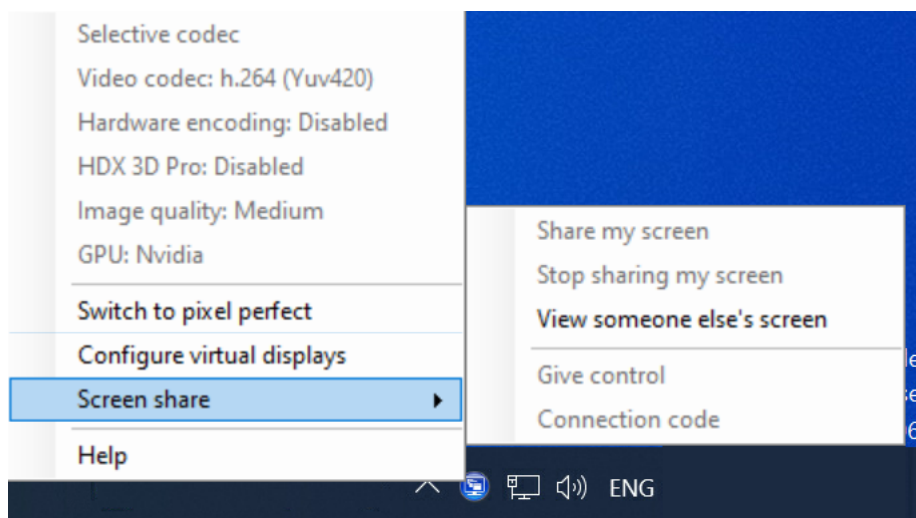 Selective codec
Video codec: h.264 (Yuv420)
Hardware encoding: Disabled
HDX 3D Pro: Disabled
Image quality: Medium
GPU: Nvidia
Switch to pixel perfect
Configure virtual displays
Screen share
Help
Share my screen
Stop sharing my screen
View someone else's screen
Give control
Connection code
ENG